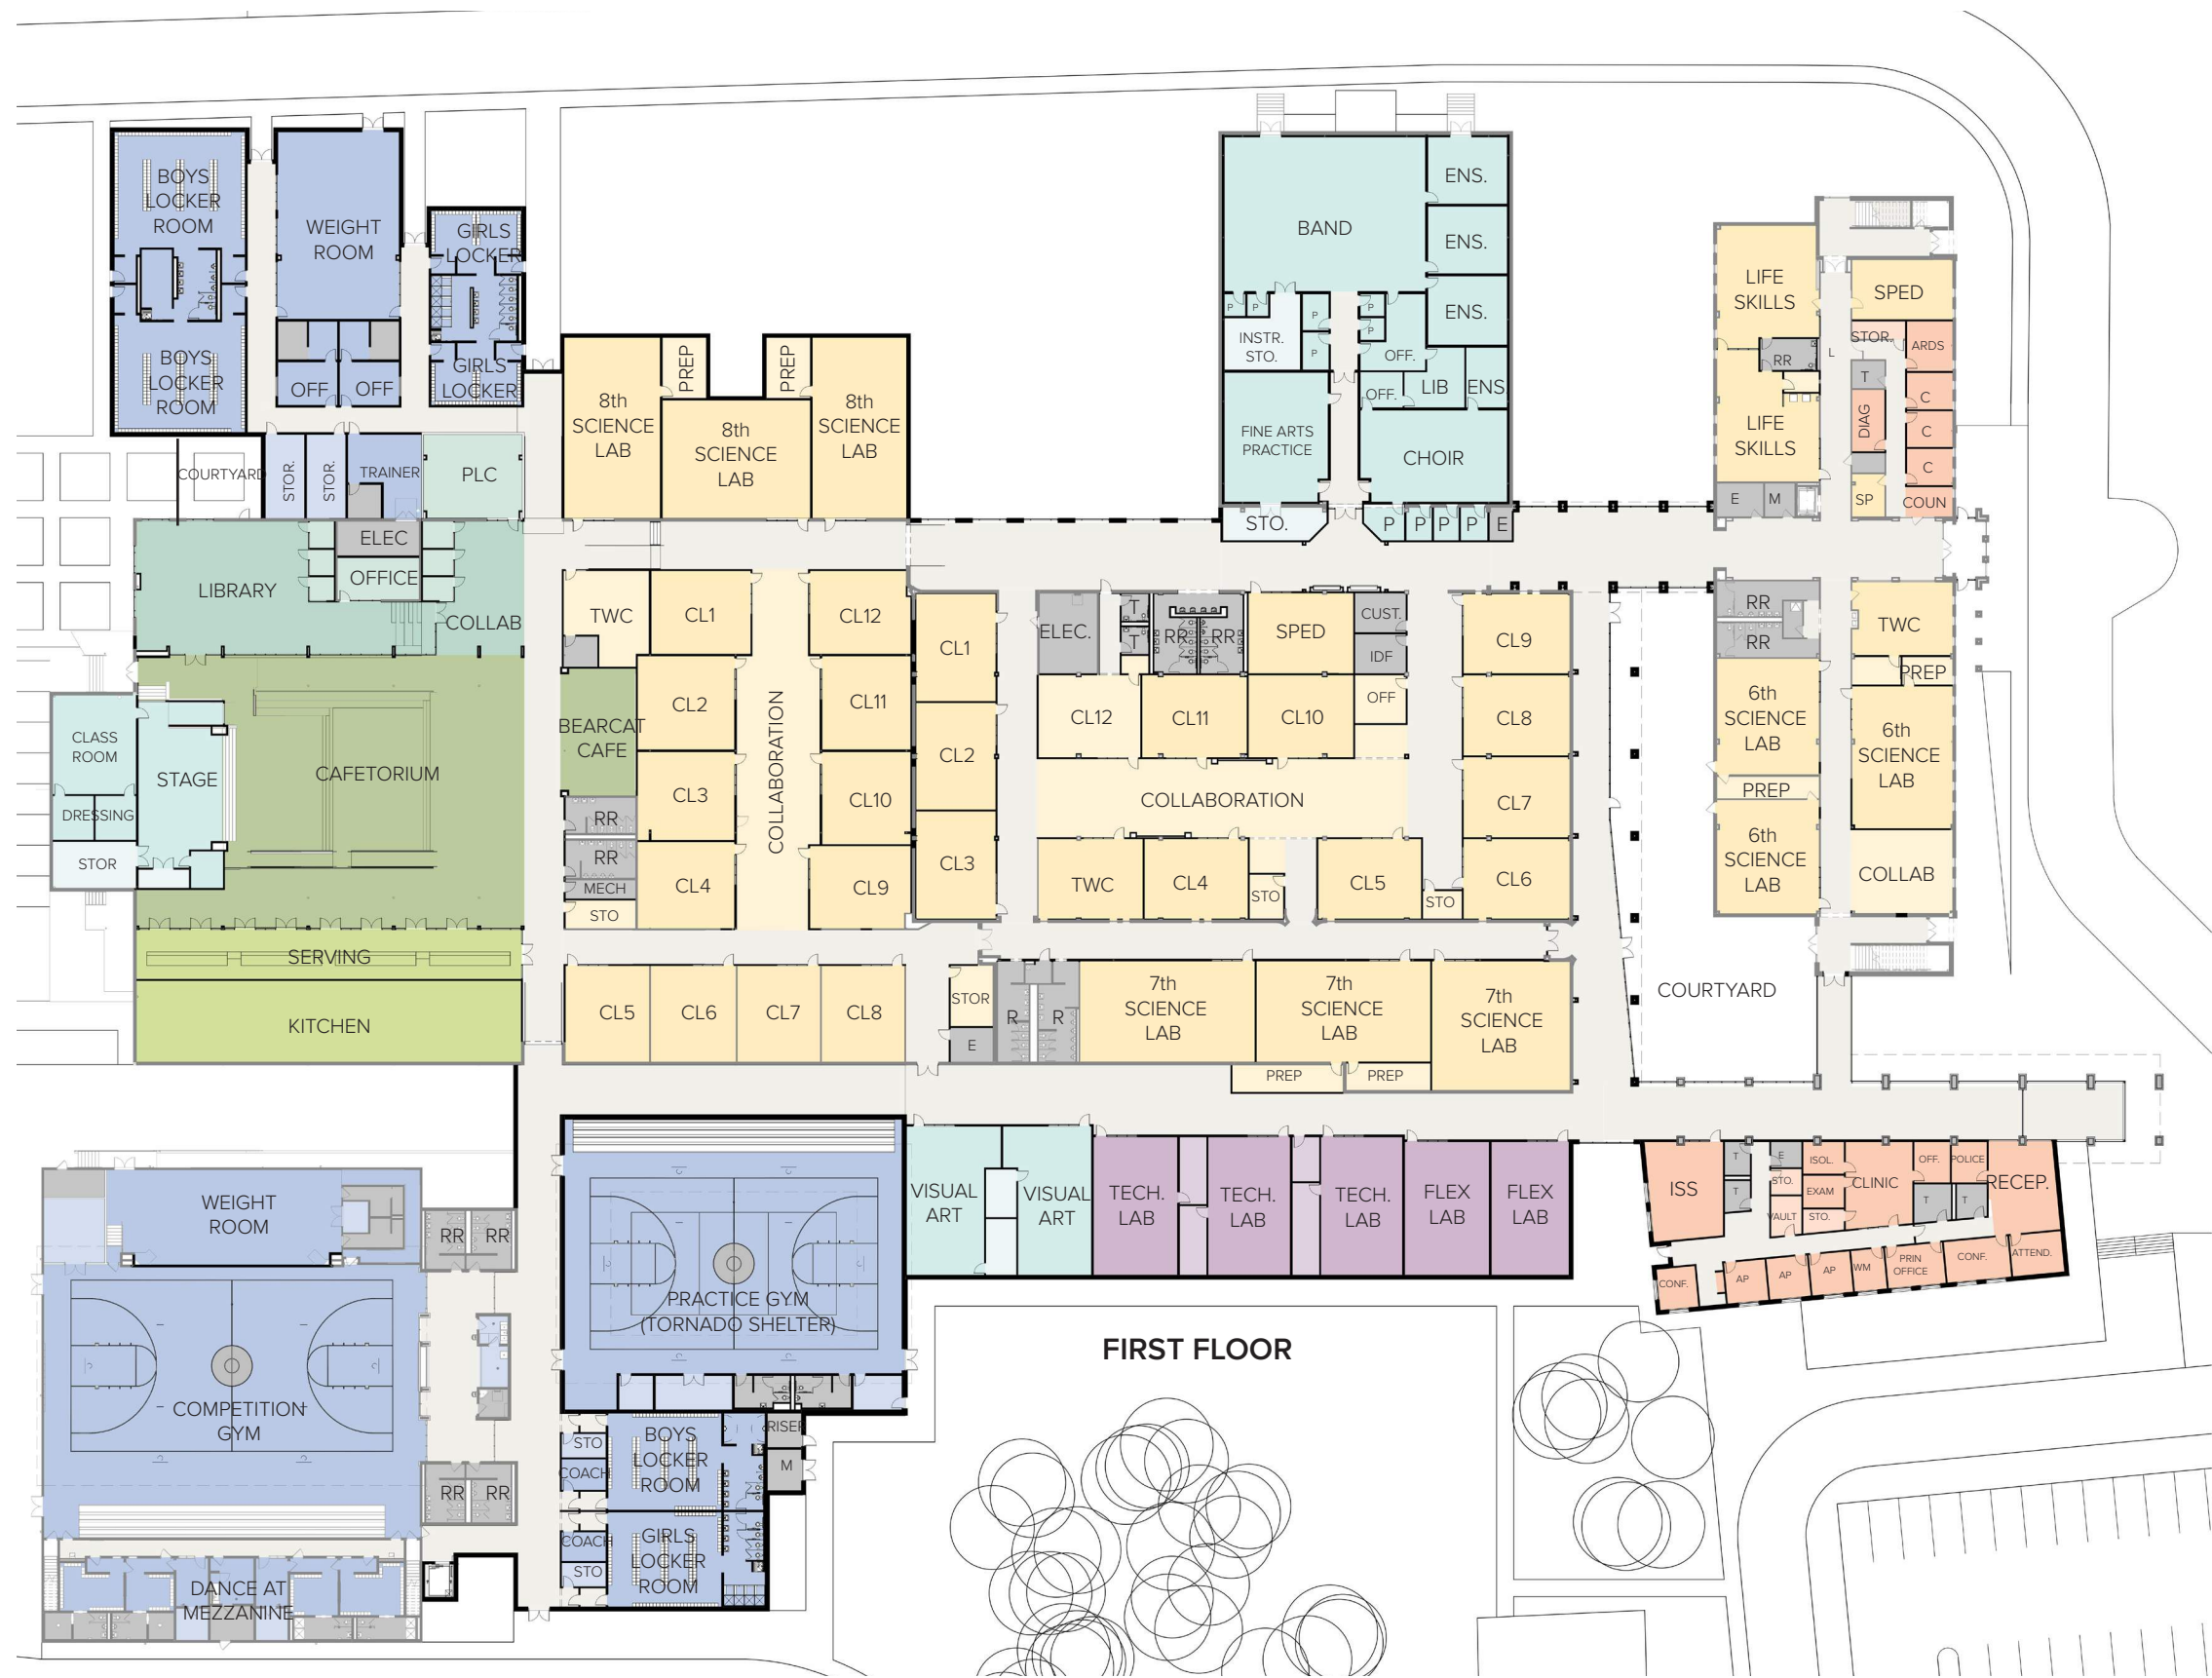 BOYS
LOCKER
ROOM
WEIGHT
ROOM
GIRLS
LOCKER
BOYS
LOCKER
ROOM
OFF
OFF
GIRLS
LOCKER
COURTYARD
STOR.
STOR.
TRAINER
PLC
8th
SCIENCE
LAB
PREP
8th
SCIENCE
LAB
PREP
8th
SCIENCE
LAB
BAND
ENS.
ENS.
ENS.
P
P
P
P
P
P
INSTR.
STO.
OFF.
OFF.
LIB
ENS
FINE ARTS
PRACTICE
CHOIR
STO.
P
P
P
P
E
LIFE
SKILLS
RR
LIFE
SKILLS
E
M
L
SPED
STOR.
ARDS
T
C
DIAG
C
C
SP
COUN
LIBRARY
ELEC
OFFICE
COLLAB
CLASS
ROOM
STAGE
CAFETORIUM
DRESSING
STOR
SERVING
KITCHEN
TWC
CL1
CL12
BEARCAT
CAFE
CL2
CL11
COLLABORATION
CL3
CL10
RR
RR
MECH
STO
CL4
CL9
CL5
CL6
CL7
CL8
CL1
CL2
CL3
ELEC.
T
T
RR
RR
SPED
CUST.
IDF
CL12
CL11
CL10
OFF
COLLABORATION
TWC
CL4
STO
CL5
STO
CL9
CL8
CL7
CL6
STOR
E
R
R
7th
SCIENCE
LAB
7th
SCIENCE
LAB
7th
SCIENCE
LAB
PREP
PREP
RR
RR
TWC
PREP
6th
SCIENCE
LAB
6th
SCIENCE
LAB
PREP
6th
SCIENCE
LAB
COLLAB
COURTYARD
WEIGHT
ROOM
RR
RR
COMPETITION
GYM
RR
RR
DANCE AT
MEZZANINE
PRACTICE GYM
(TORNADO SHELTER)
VISUAL
ART
VISUAL
ART
TECH.
LAB
TECH.
LAB
TECH.
LAB
FLEX
LAB
FLEX
LAB
STO
COACH
BOYS
LOCKER
ROOM
RISER
M
COACH
STO
GIRLS
LOCKER
ROOM
ISS
T
T
E
STO.
VAULT
ISOL.
EXAM
STO.
CLINIC
OFF.
POLICE
T
T
RECEP.
CONF.
AP
AP
AP
WM
PRIN
OFFICE
CONF.
ATTEND.
FIRST FLOOR